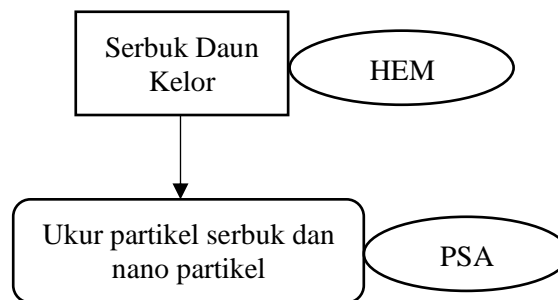 Serbuk Daun
Kelor
HEM
Ukur partikel serbuk dan
nano partikel
PSA